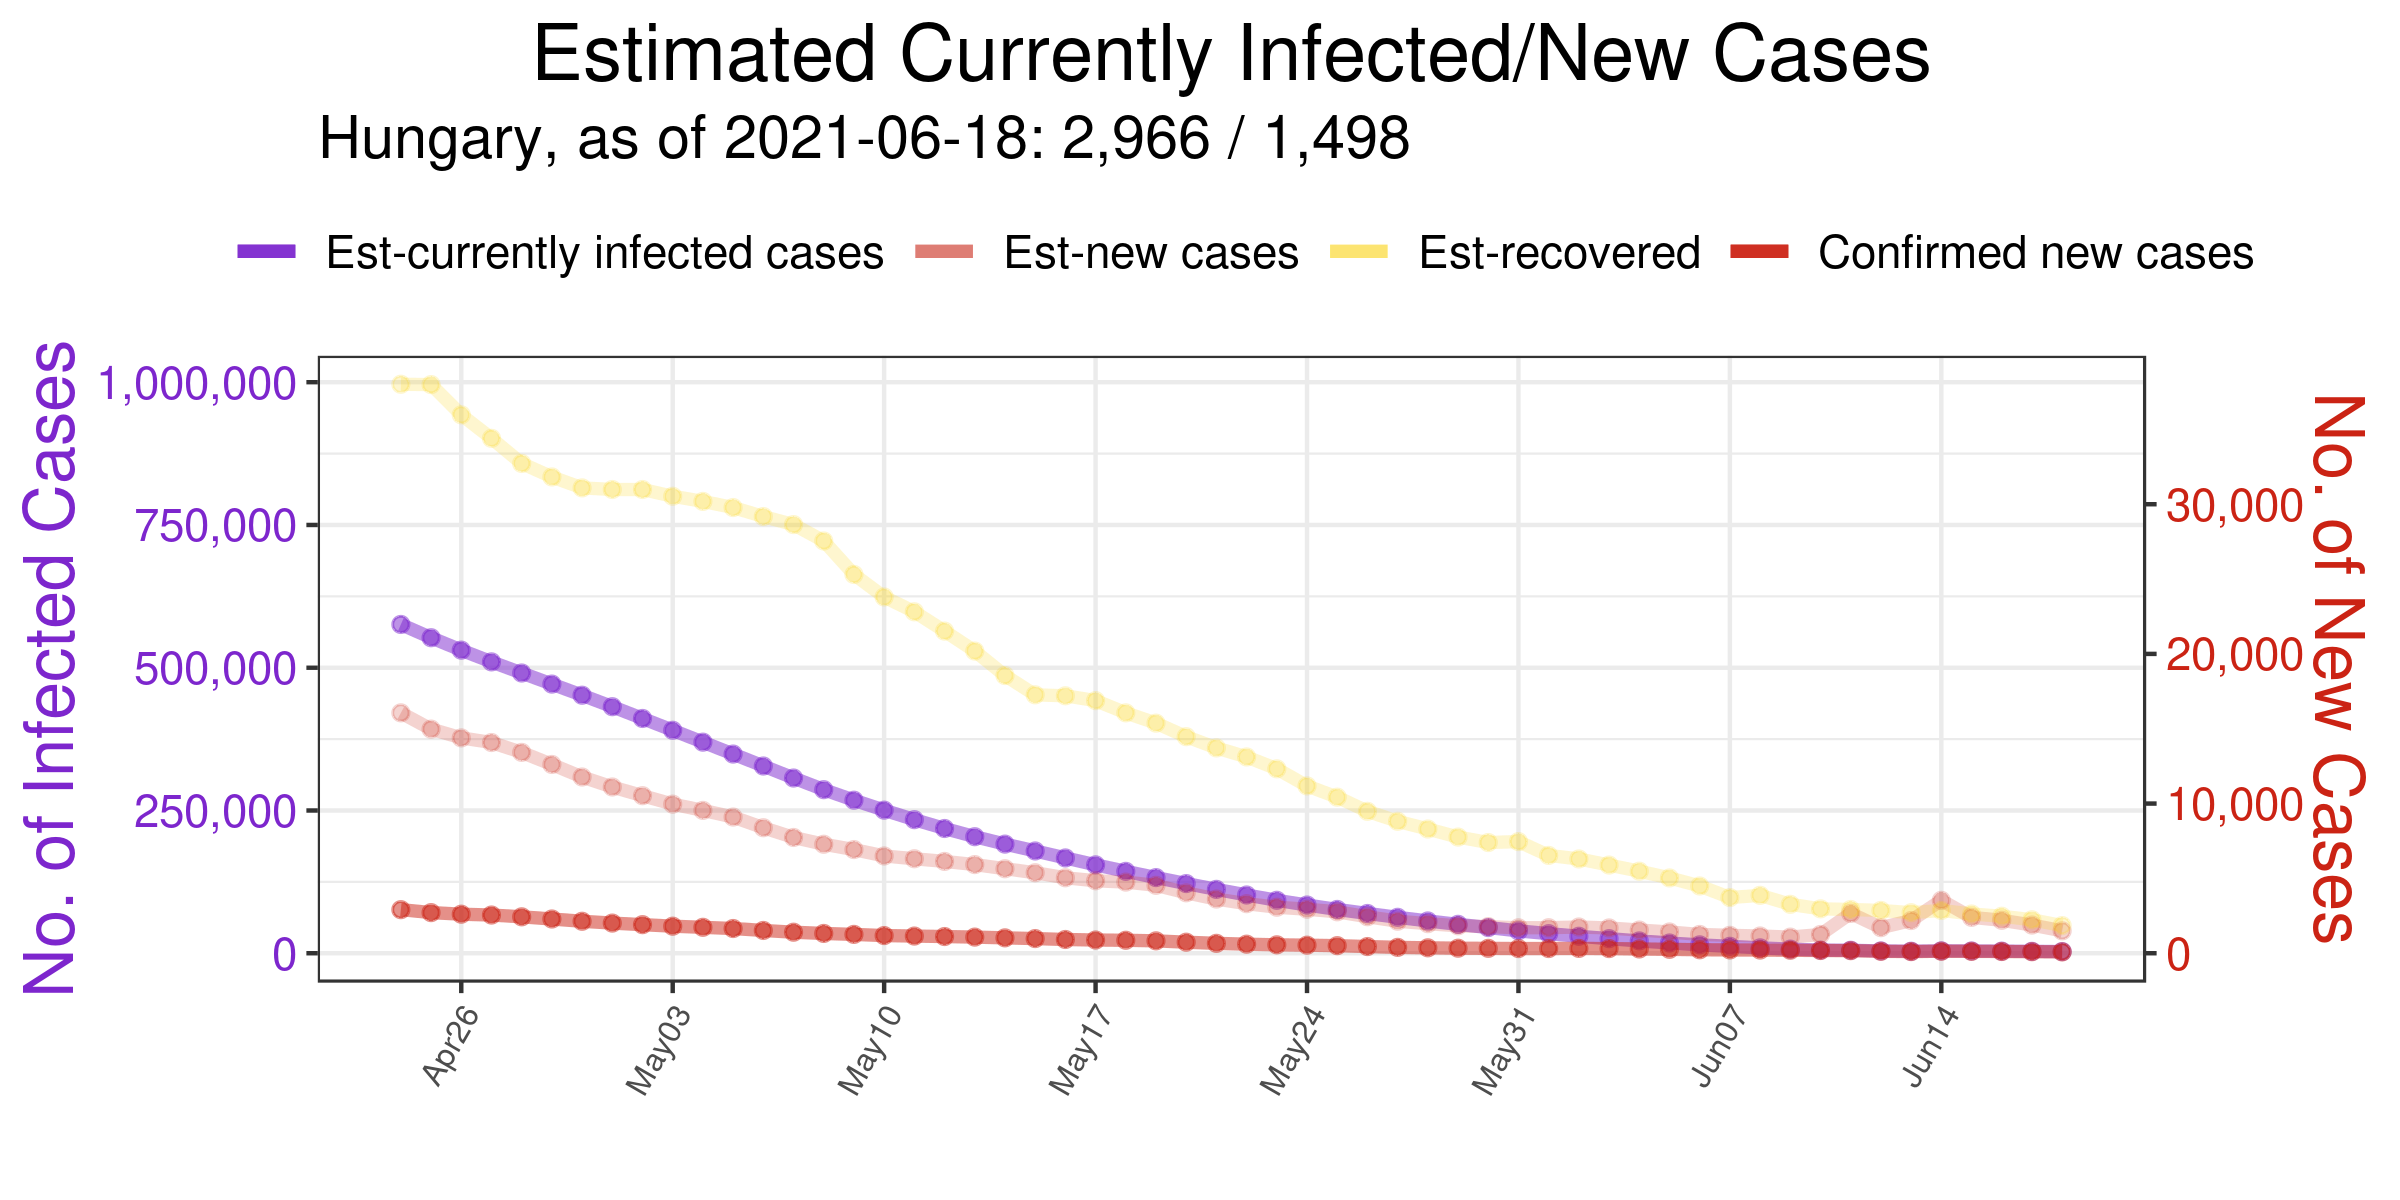 Estimated Currently Infected/New Cases
Hungary, as of 2021-06-18: 2,966 / 1,498
Est-currently infected cases Est-new cases Est-recovered Confirmed new cases
No. of Infected Cases
1,000,000
750,000
500,000
250,000
0
30,000
20,000
10,000
0
No. of New Cases
Apr26 May03 May10 May17 May24 May31 Jun07 Jun14